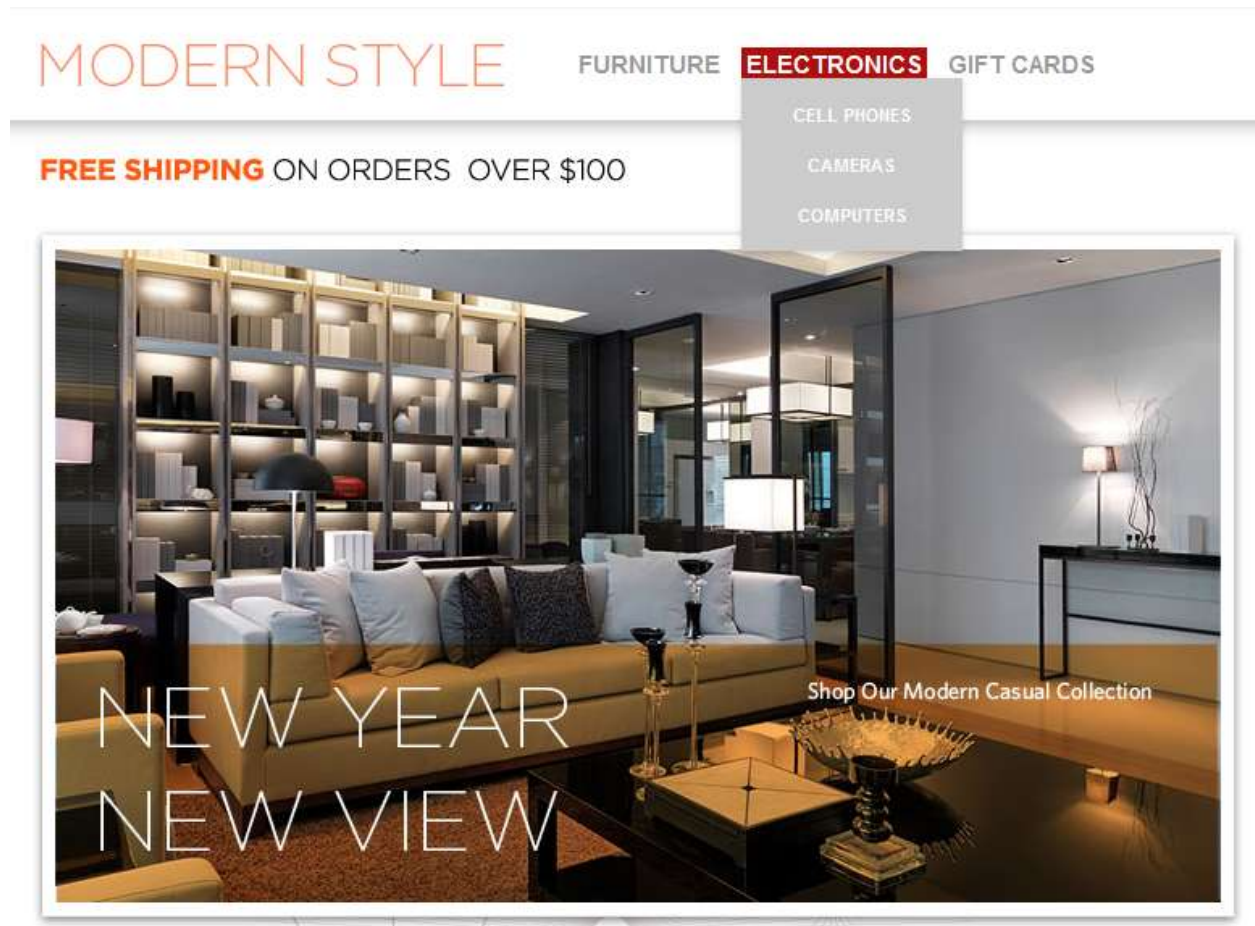 MODERN STYLE
FURNITURE ELECTRONICS GIFT CARDS
CELL PHONES
CAMERAS
COMPUTERS
FREE SHIPPING ON ORDERS OVER $100
Shop Our Modern Casual Collection
NEW YEAR
NEW VIEW